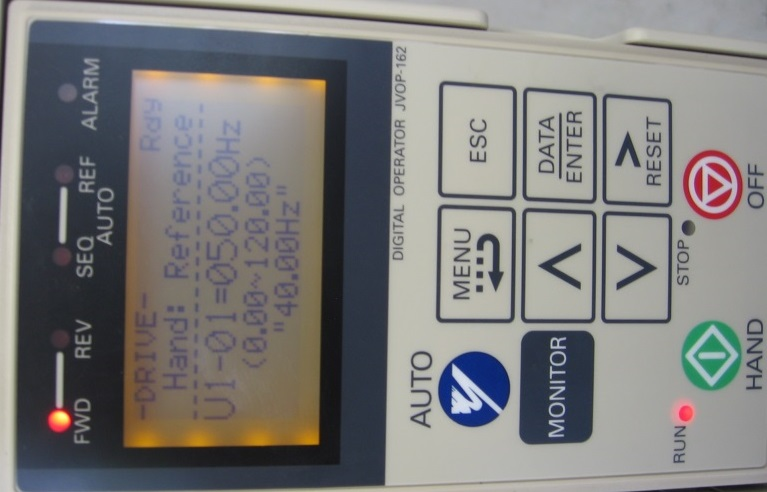 FWD REV SEQ REF ALARM
AUTO
-DRIVE- Rdy
Hand: Reference
U1-01=050.00Hz
(0.00~120.00)
"40.00Hz"
DIGITAL OPERATOR JVOP-162
AUTO MENU ESC
MONITOR DATA
ENTER
RESET
RUN STOP
HAND OFF